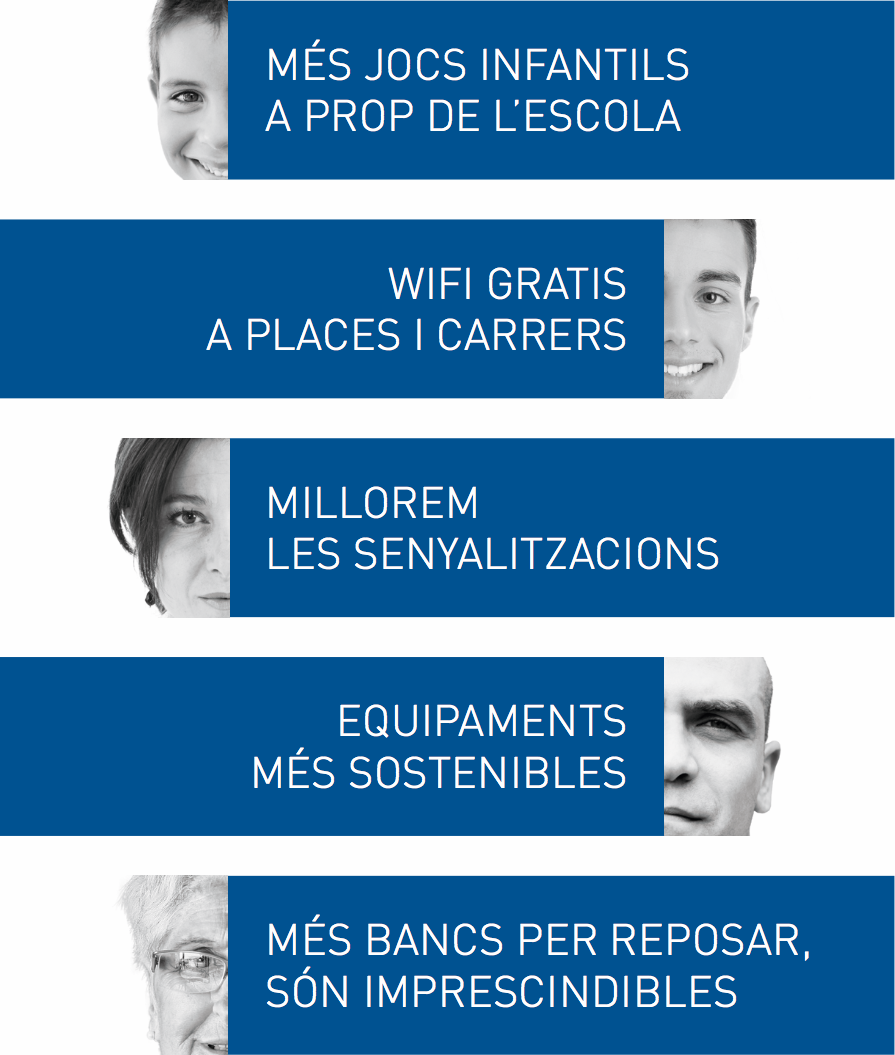 MÉS JOCS INFANTILS
A PROP DE L’ESCOLA
WIFI GRATIS
A PLACES I CARRERS
MILLOREM
LES SENYALITZACIONS
EQUIPAMENTS
MÉS SOSTENIBLES
MÉS BANCS PER REPOSAR,
SÓN IMPRESCINDIBLES